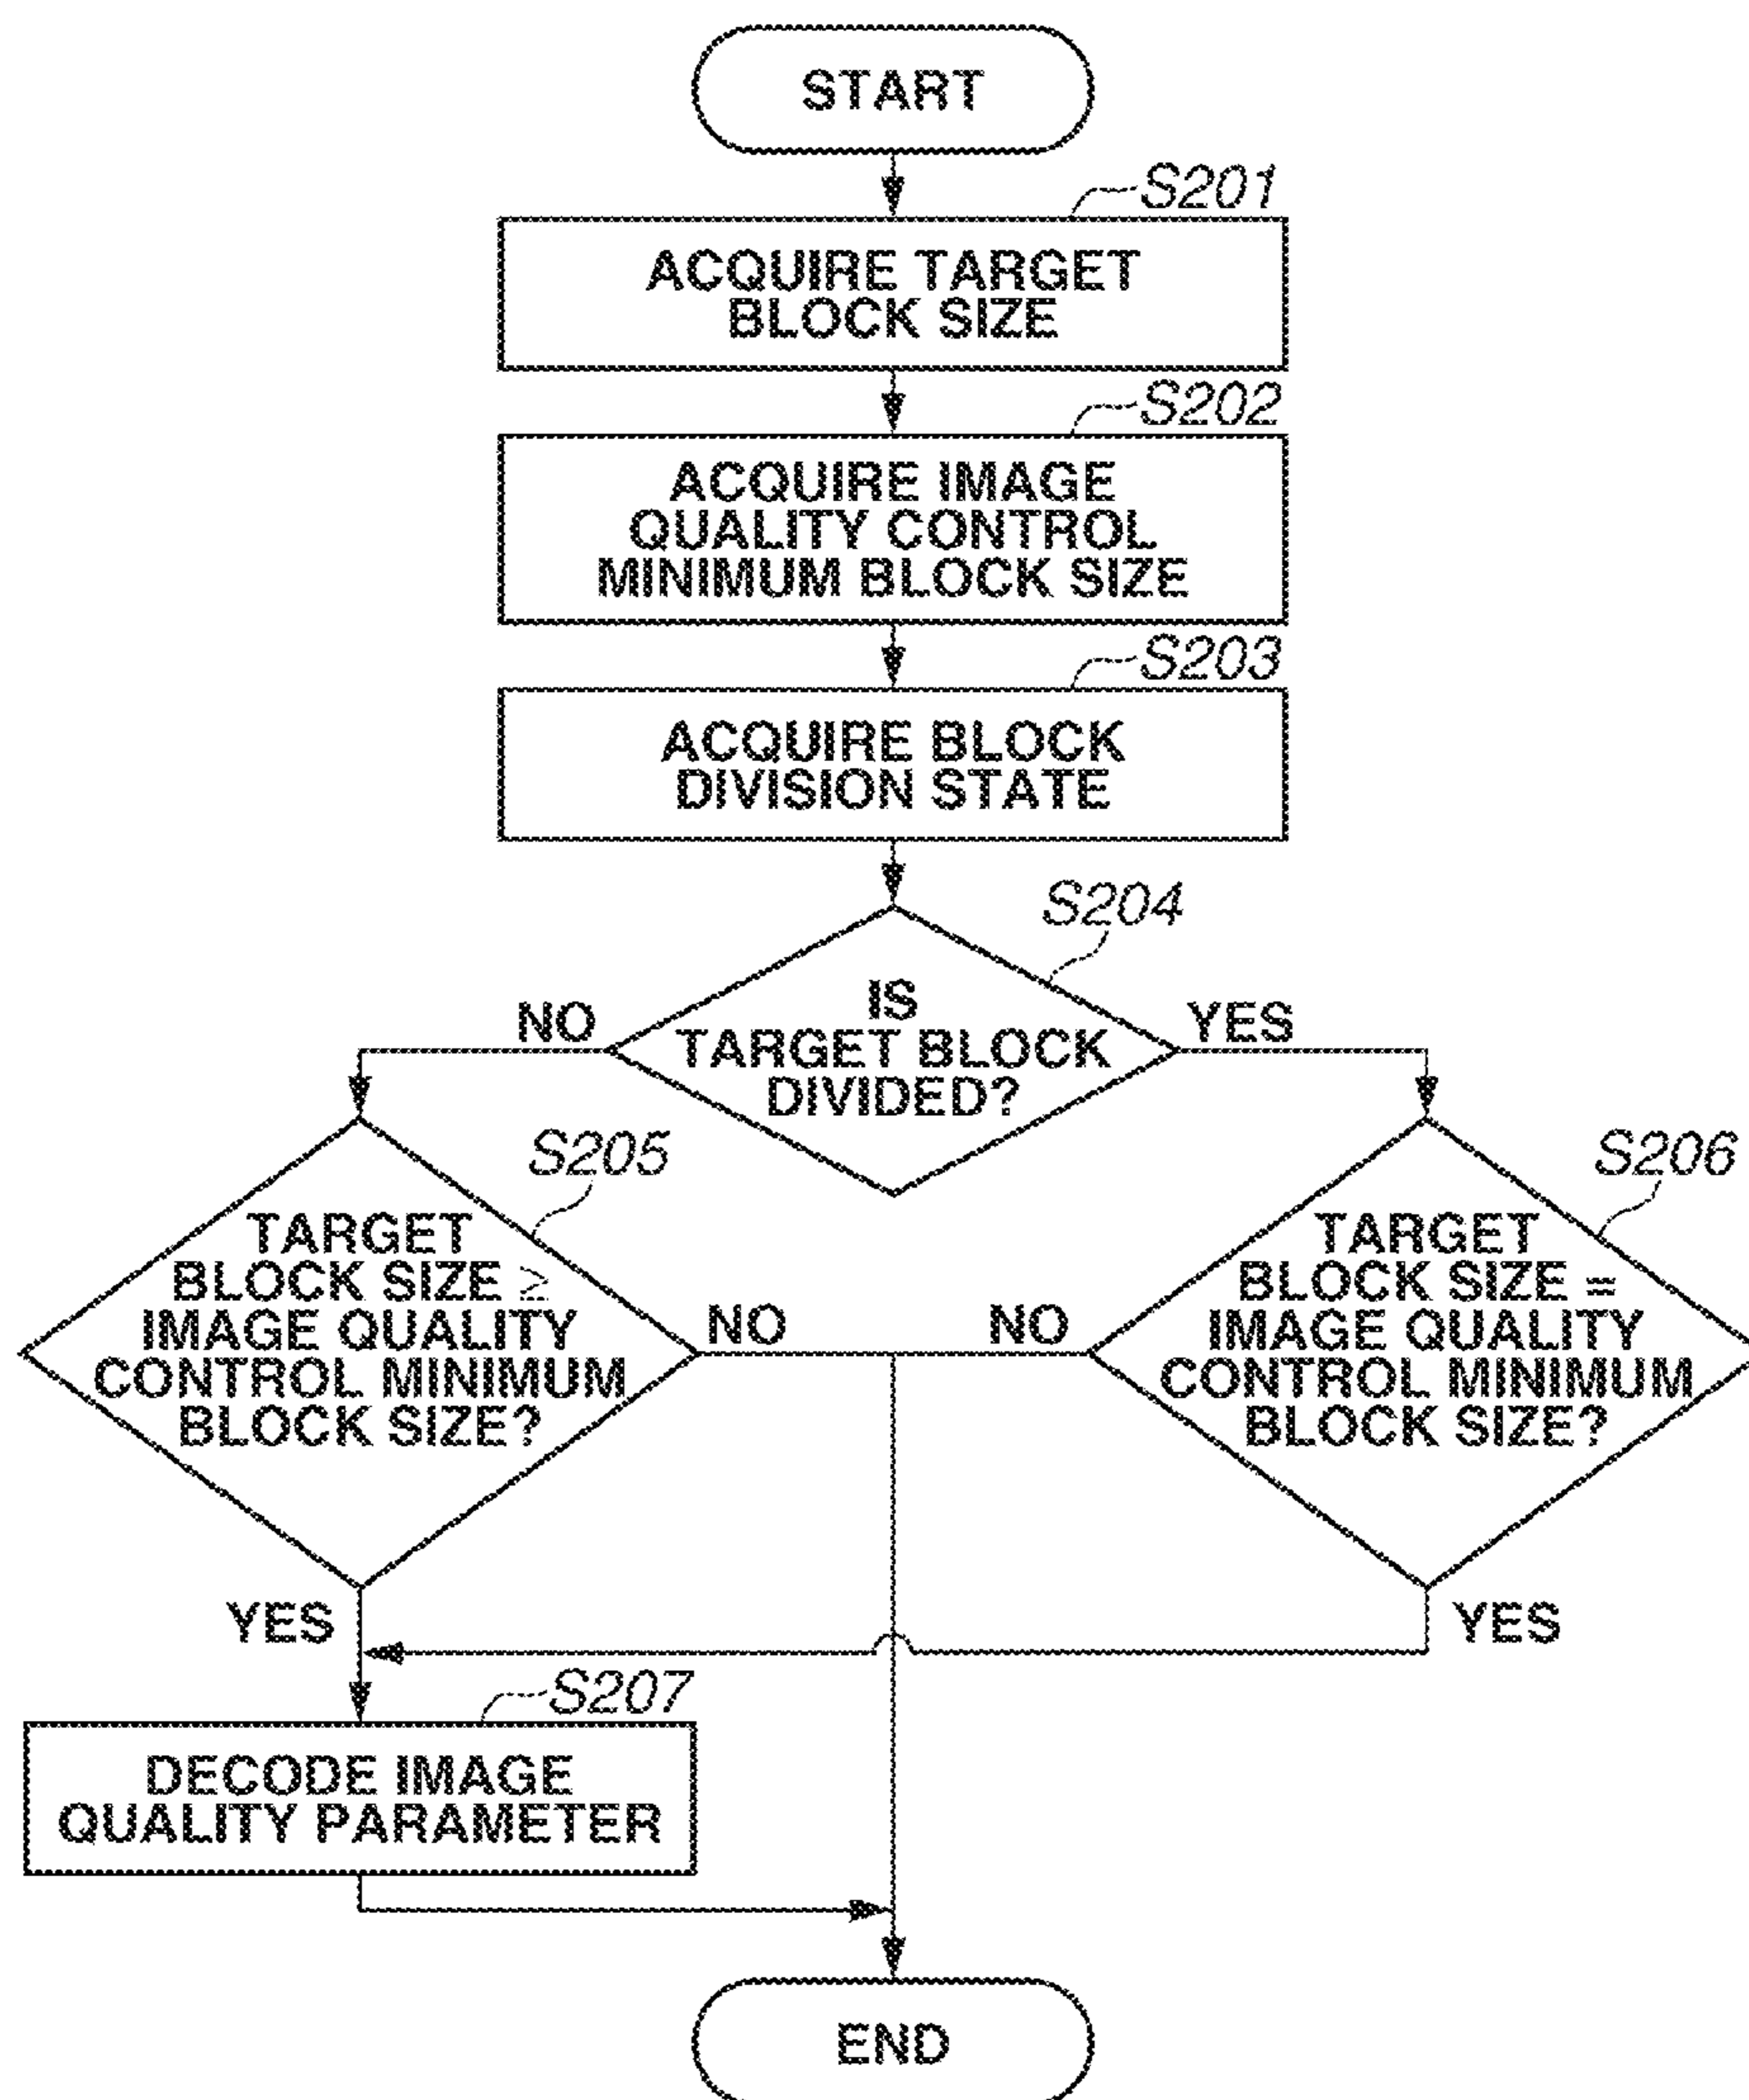 START
S201
ACQUIRE TARGET
BLOCK SIZE
S202
ACQUIRE IMAGE
QUALITY CONTROL
MINIMUM BLOCK SIZE
S203
ACQUIRE BLOCK
DIVISION STATE
S204
IS
TARGET BLOCK
DIVIDED?
NO
YES
S205
TARGET
BLOCK SIZE ≥
IMAGE QUALITY
CONTROL MINIMUM
BLOCK SIZE?
NO
YES
S206
TARGET
BLOCK SIZE =
IMAGE QUALITY
CONTROL MINIMUM
BLOCK SIZE?
NO
YES
S207
DECODE IMAGE
QUALITY PARAMETER
END